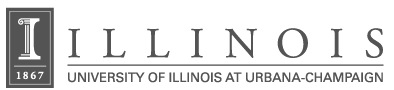 I ILLINOIS
1867 UNIVERSITY OF ILLINOIS AT URBANA-CHAMPAIGN